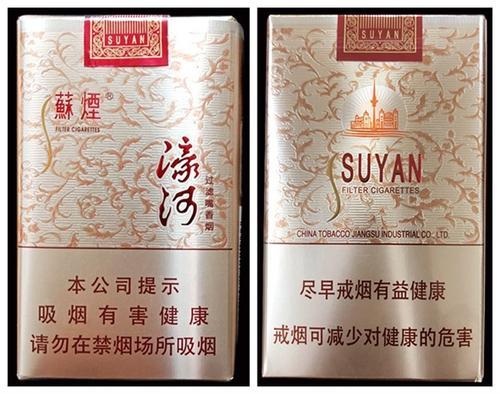 SUYAN
蘇煙®
FILTER CIGARETTES
濠河
过滤嘴香烟
本公司提示
吸烟有害健康
请勿在禁烟场所吸烟
SUYAN
SUYAN
FILTER CIGARETTES
CHINA TOBACCO JIANGSU INDUSTRIAL CO., LTD.
尽早戒烟有益健康
戒烟可减少对健康的危害